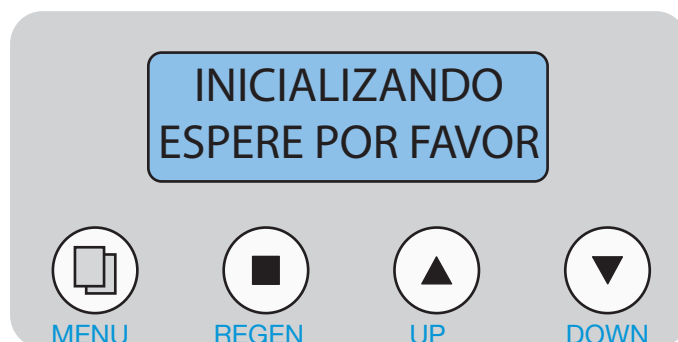 INICIALIZANDO
ESPERE POR FAVOR
MENU REGEN UP DOWN